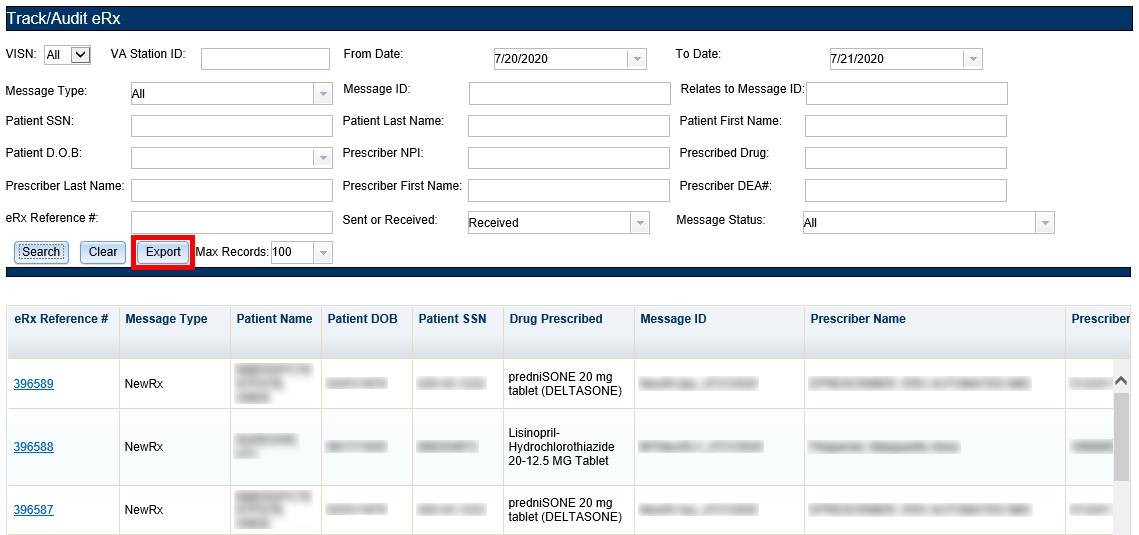 Track/Audit eRx
VISN: All VA Station ID: From Date: 7/20/2020 To Date: 7/21/2020
Message Type: All Message ID: Relates to Message ID:
Patient SSN: Patient Last Name: Patient First Name:
Patient D.O.B: Prescriber NPI: Prescribed Drug:
Prescriber Last Name: Prescriber First Name: Prescriber DEA#:
eRx Reference #: Sent or Received: Received Message Status: All
Search Clear Export Max Records: 100
eRx Reference # Message Type Patient Name Patient DOB Patient SSN Drug Prescribed Message ID Prescriber Name Prescriber
396589 NewRx predniSONE 20 mg
tablet (DELTASONE)
396588 NewRx Lisinopril-
Hydrochlorothiazide
20-12.5 MG Tablet
396587 NewRx predniSONE 20 mg
tablet (DELTASONE)